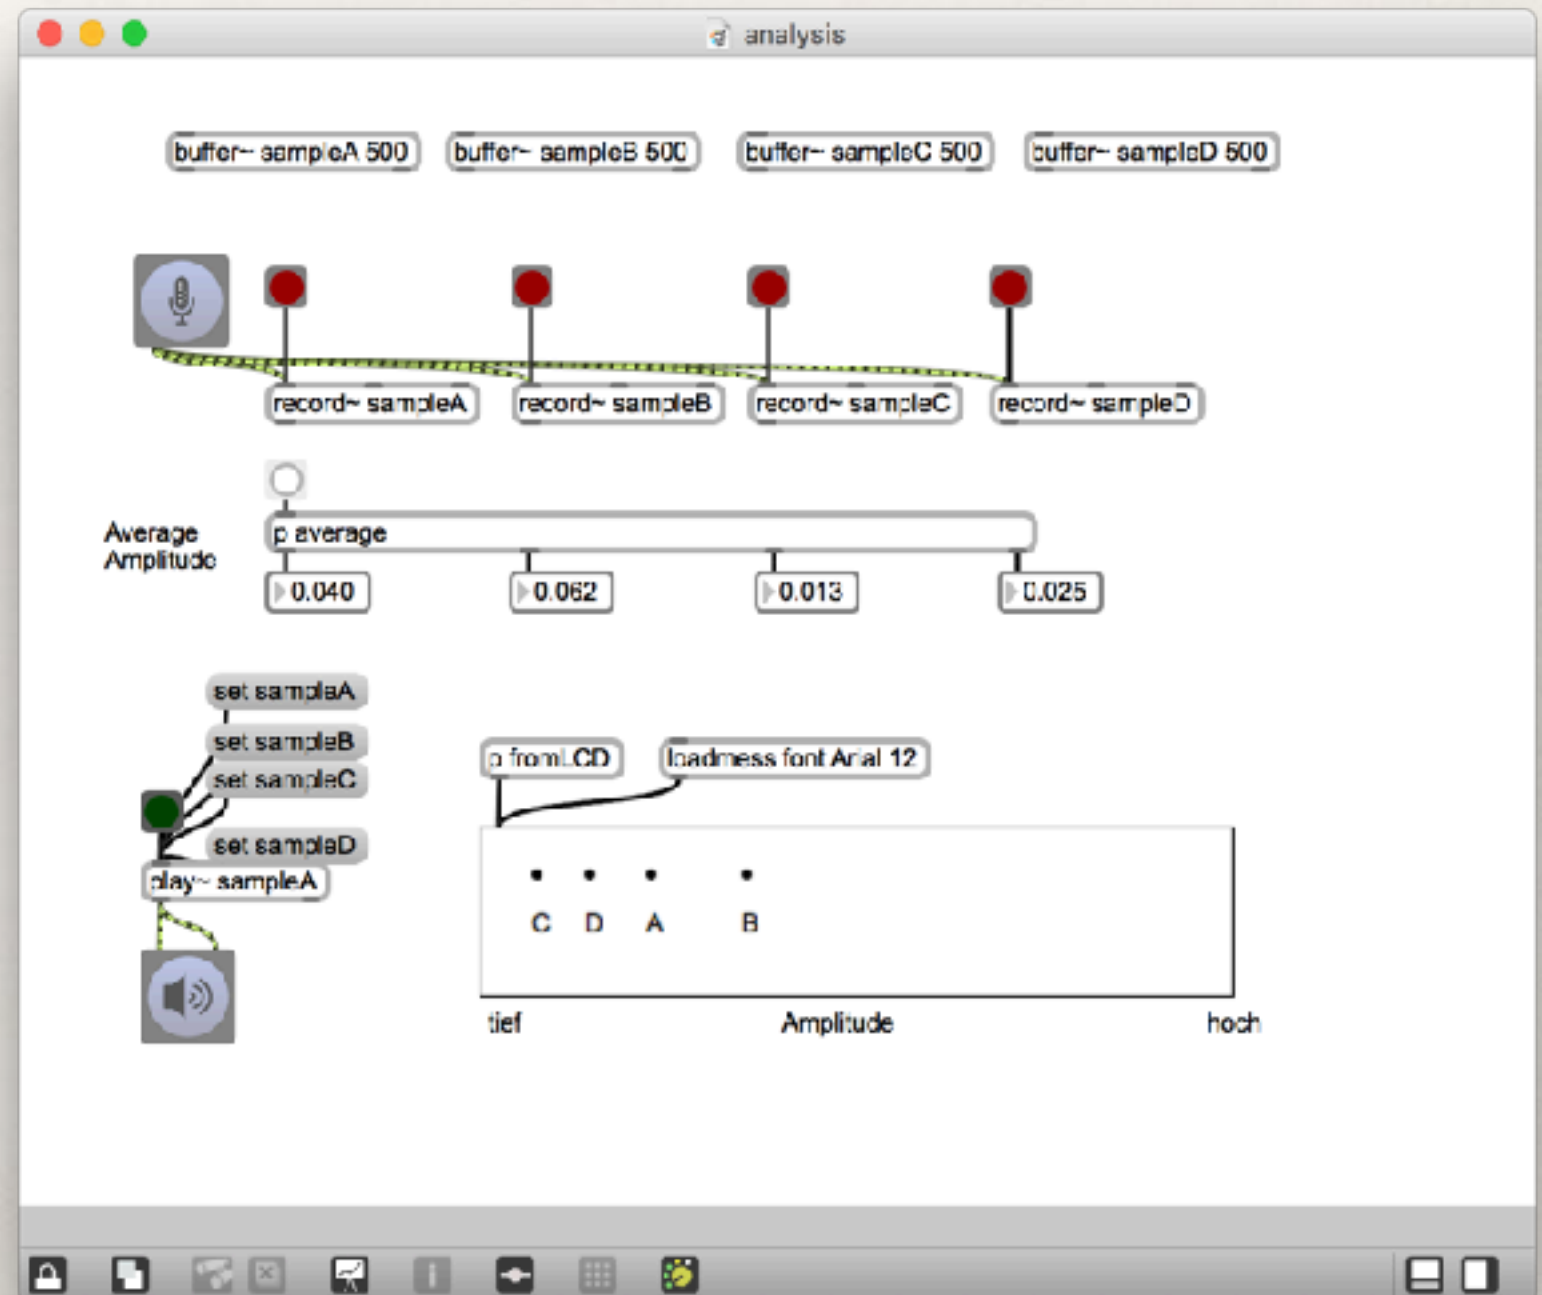 analysis
buffer~ sampleA 500
buffer~ sampleB 500
buffer~ sampleC 500
buffer~ sampleD 500
record~ sampleA
record~ sampleB
record~ sampleC
record~ sampleD
Average
Amplitude
p average
0.040
0.062
0.013
0.025
set sampleA
set sampleB
set sampleC
set sampleD
play~ sampleA
p fromLCD
loadmess font Arial 12
C D A B
tief Amplitude hoch